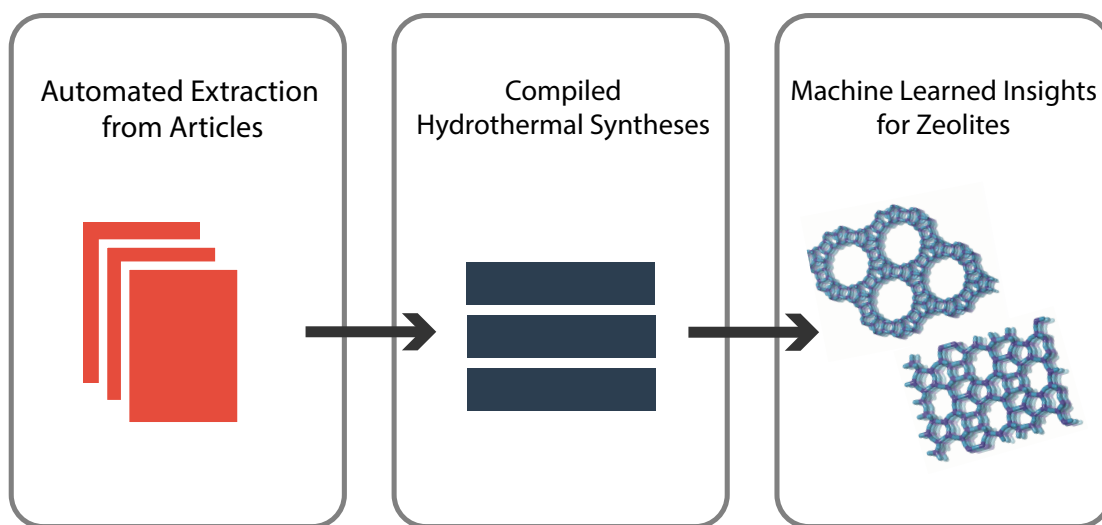 Automated Extraction
from Articles
Compiled
Hydrothermal Syntheses
Machine Learned Insights
for Zeolites